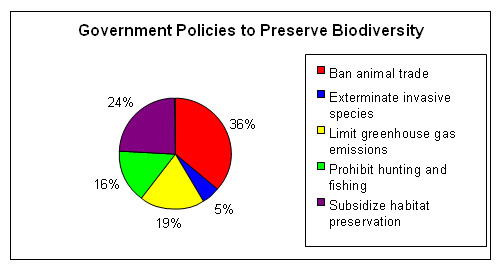 Government Policies to Preserve Biodiversity
24%
36%
16%
19%
5%
Ban animal trade
Exterminate invasive
species
Limit greenhouse gas
emissions
Prohibit hunting and
fishing
Subsidize habitat
preservation